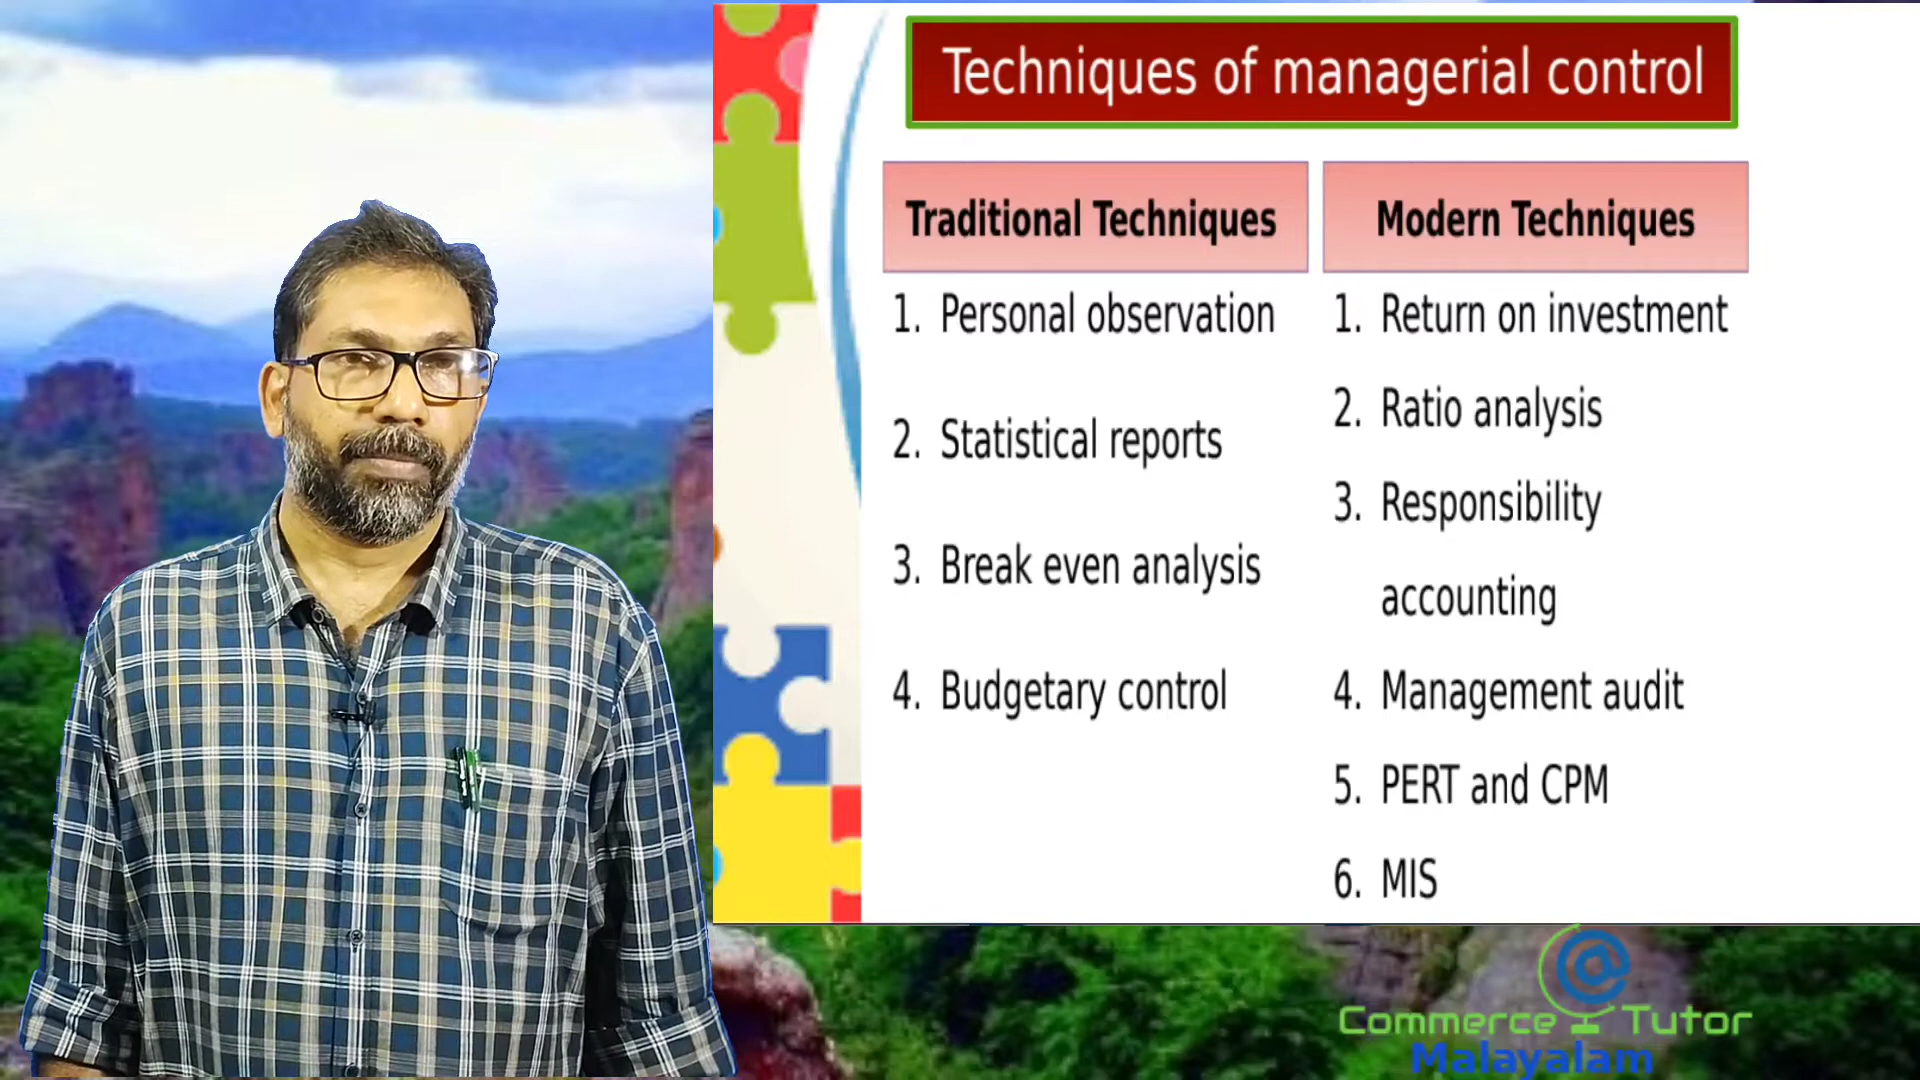 Techniques of managerial control
Traditional Techniques
1. Personal observation
2. Statistical reports
3. Break even analysis
4. Budgetary control
Modern Techniques
1. Return on investment
2. Ratio analysis
3. Responsibility
accounting
4. Management audit
5. PERT and CPM
6. MIS
@
Commerce Tutor
Malayalam